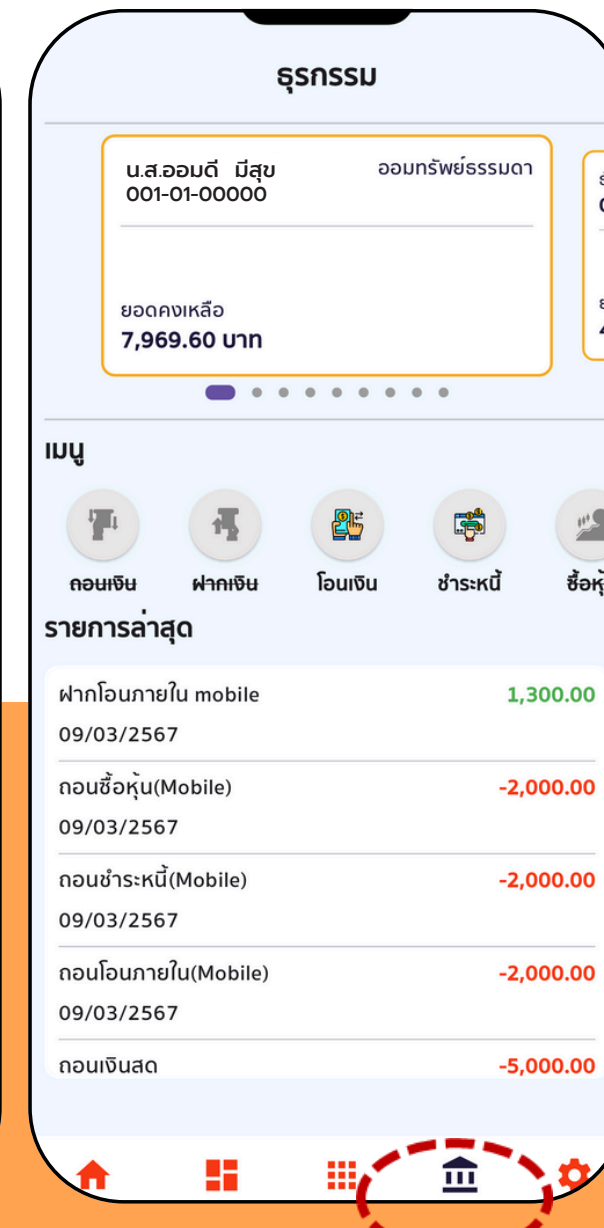 ธุรกรรม
น.ส.ออมดี มีสุข ออมทรัพย์ธรรมดา
001-01-00000
ยอดคงเหลือ
7,969.60 บาท
เมนู
ถอนเงิน ฝากเงิน โอนเงิน ชำระหนี้ ซื้อหุ้
รายการล่าสุด
ฝากโอนภายใน mobile 1,300.00
09/03/2567
ถอนซื้อหุ้น(Mobile) -2,000.00
09/03/2567
ถอนชำระหนี้(Mobile) -2,000.00
09/03/2567
ถอนโอนภายใน(Mobile) -2,000.00
09/03/2567
ถอนเงินสด -5,000.00